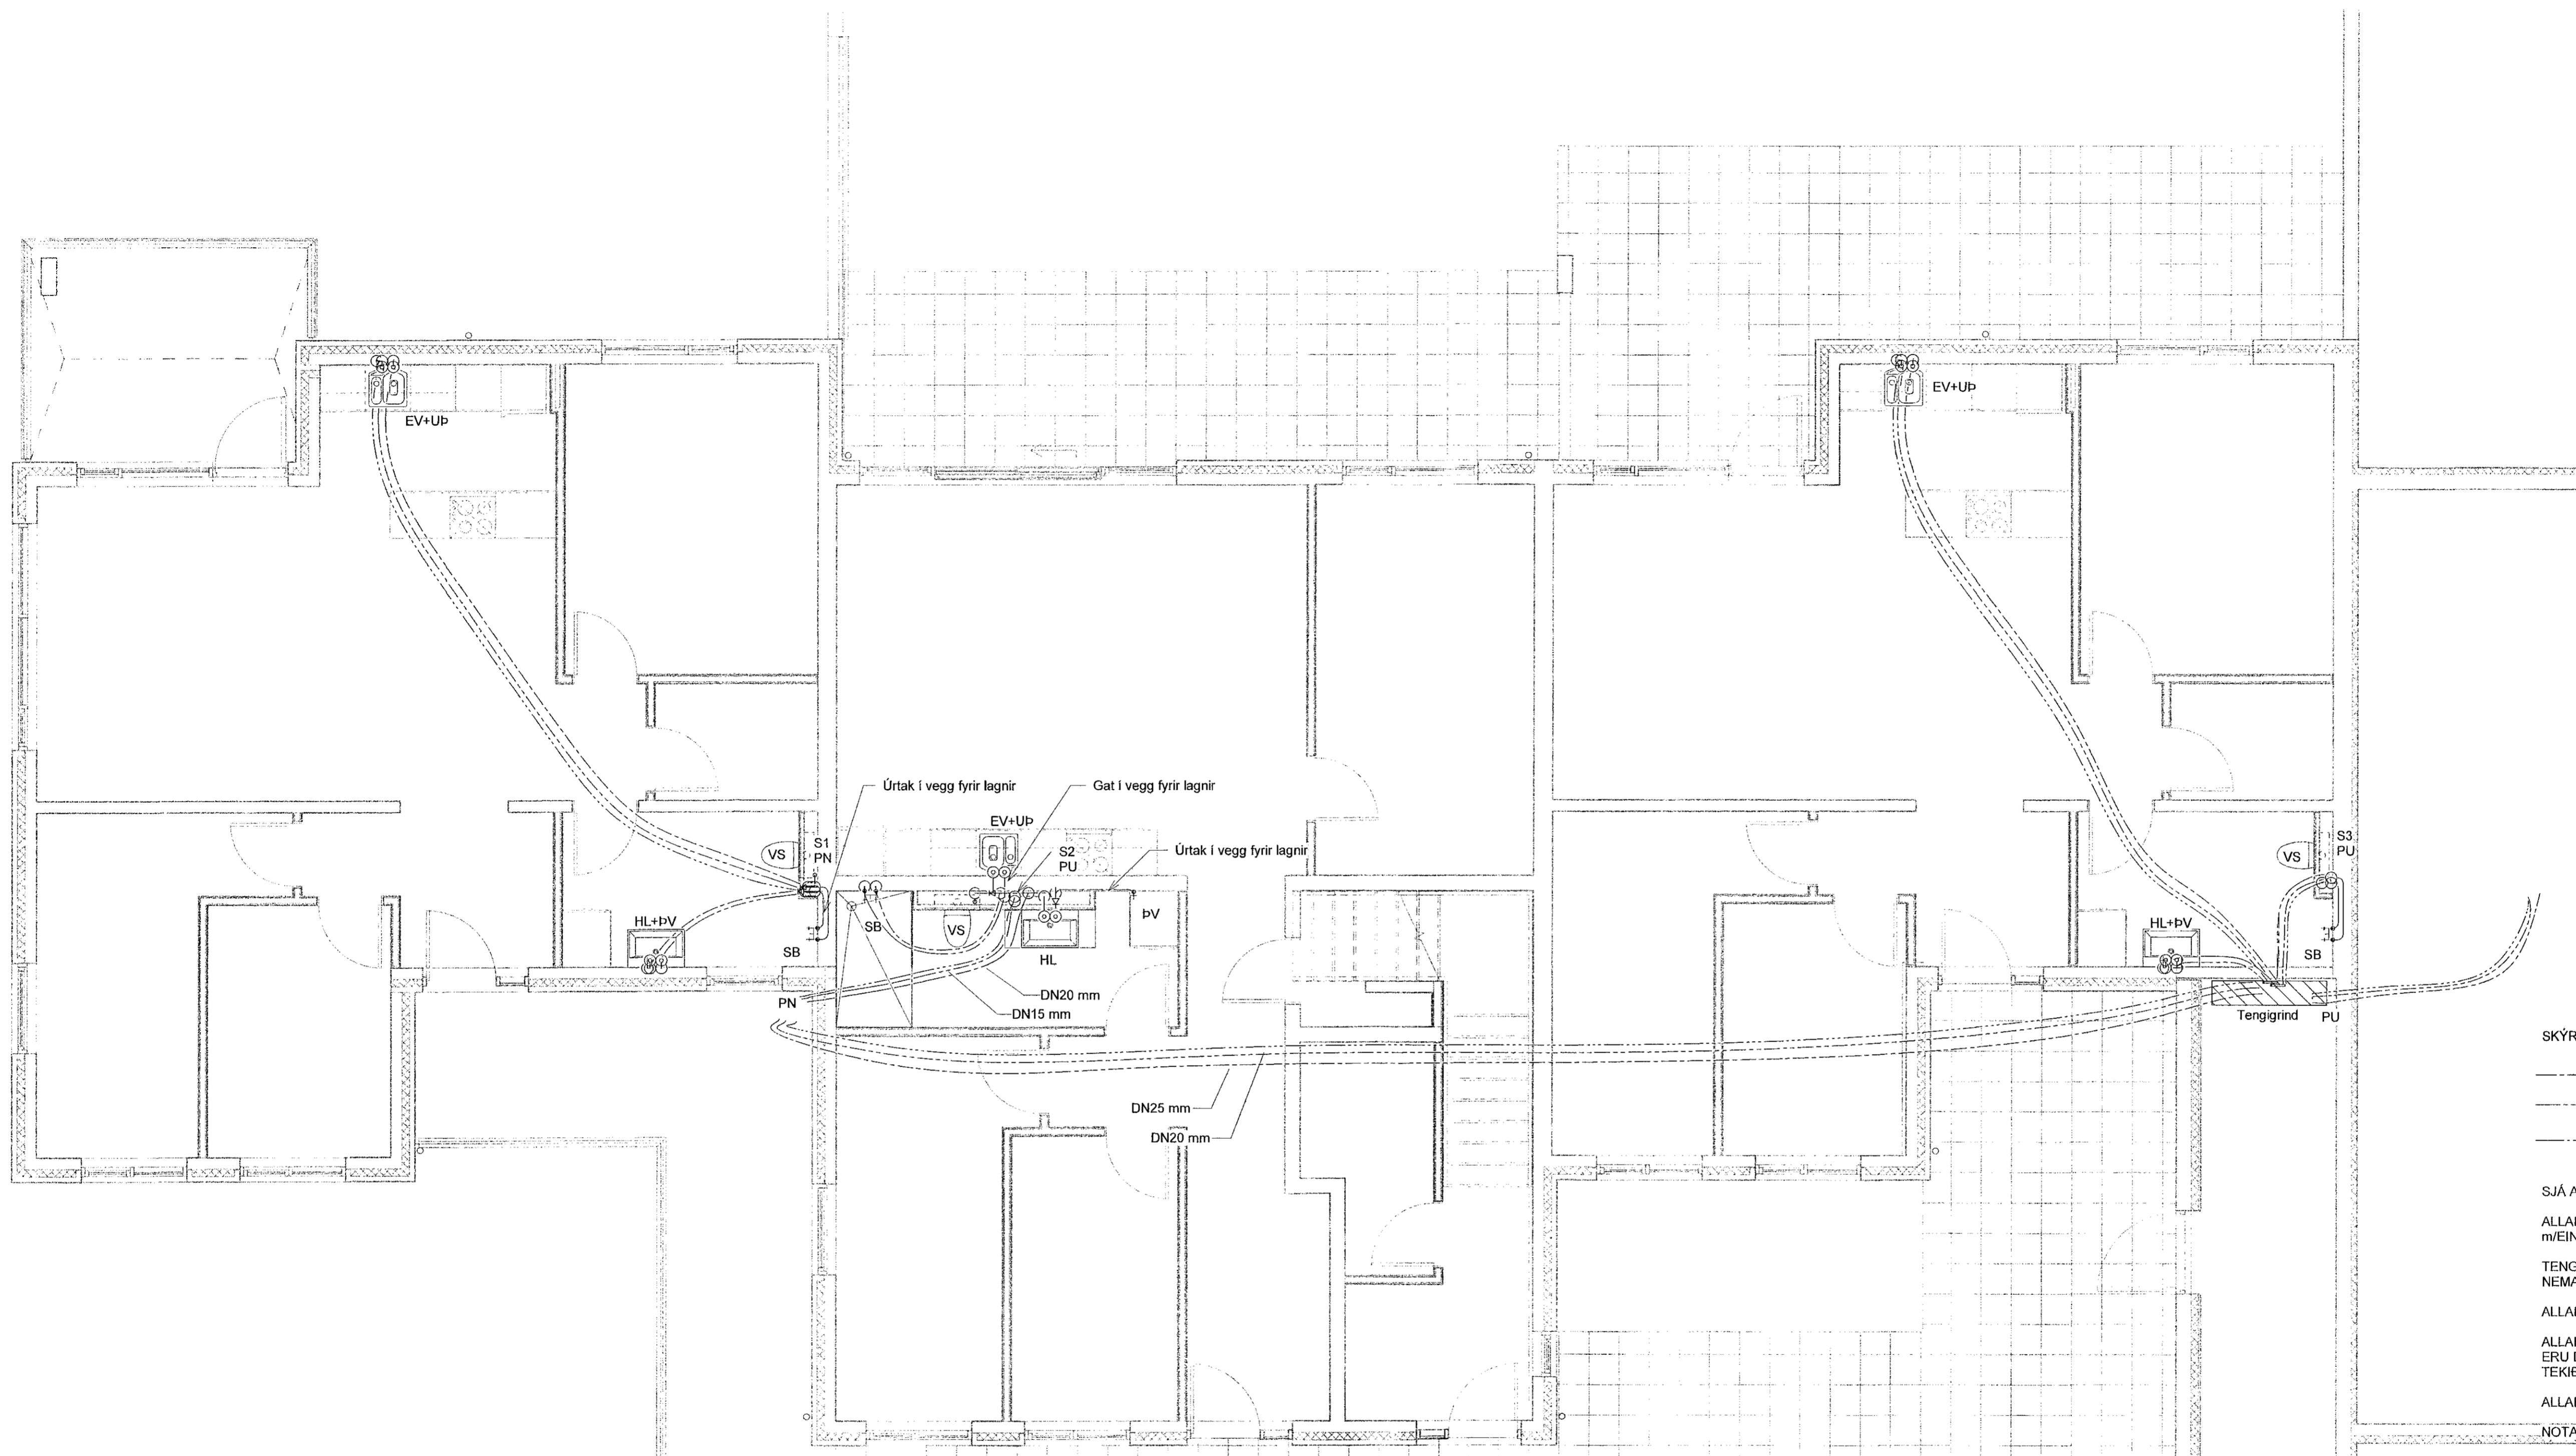 EV+UÞ
EV+UÞ
Úrtak í vegg fyrir lagnir
Gat í vegg fyrir lagnir
EV+UÞ
S1
PN
VS
S2
PU
Úrtak í vegg fyrir lagnir
S3
PU
VS
HL+ÞV
SB
SB
VS
ÞV
HL
HL+ÞV
SB
PN
DN20 mm
DN15 mm
Tengigrind
PU
DN25 mm
DN20 mm
SKÝR
SJÁ A
ALLA
m/EIN
TENG
NEMA
ALLA
ALLA
ERU
TEKI
ALLA
NOTA